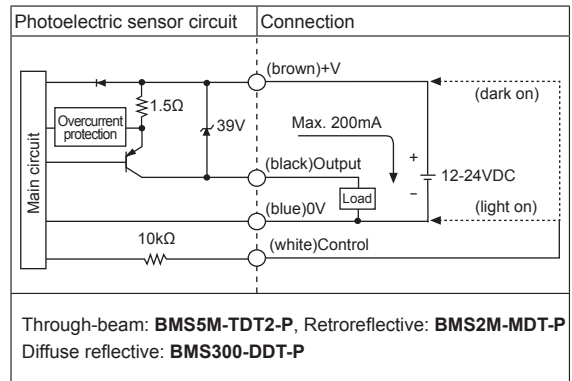 Photoelectric sensor circuit
Connection
(brown)+V
(dark on)
1.5Ω
Overcurrent
protection
39V
Max. 200mA
Main circuit
(black)Output
+
12-24VDC
Load
−
(blue)0V
(light on)
10kΩ
(white)Control
Through-beam: BMS5M-TDT2-P, Retroreflective: BMS2M-MDT-P
Diffuse reflective: BMS300-DDT-P